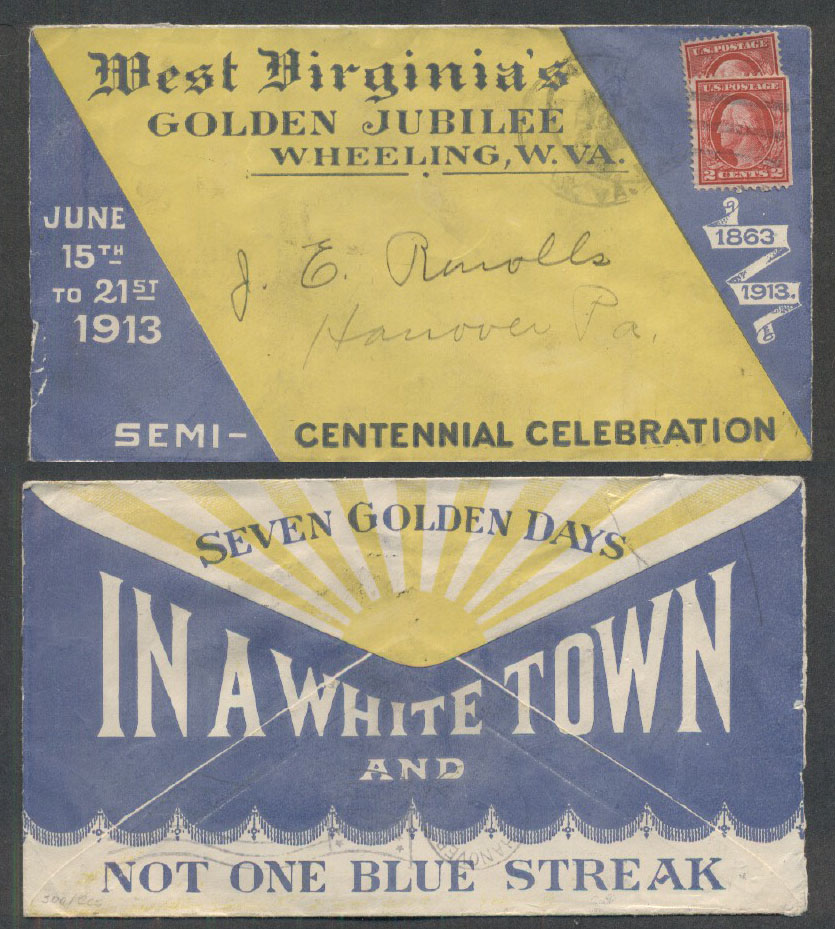 West Virginia's
GOLDEN JUBILEE
WHEELING, W. VA.
U.S. POSTAGE
U.S. POSTAGE
2 CENTS 2
JUNE
15TH
TO 21ST
1913
1863
1913.
J. E.
Hanover Pa.
SEMI- CENTENNIAL CELEBRATION
SEVEN GOLDEN DAYS
IN A WHITE TOWN
AND
HANOVER
NOT ONE BLUE STREAK